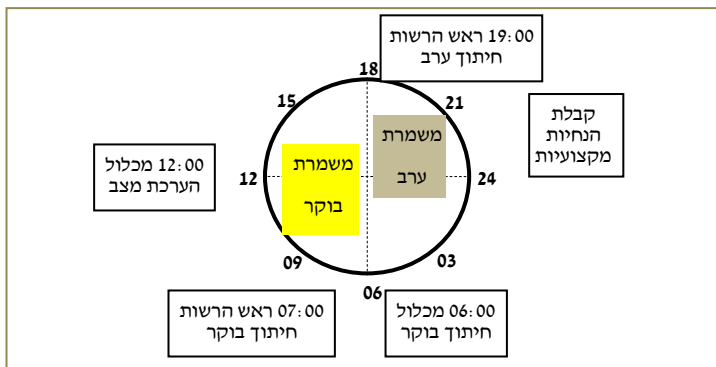 19:00 ראש הרשות
חיתוך ערב
18
15
21
קבלת
הנחיות
מקצועיות
משמרת
ערב
משמרת
בוקר
12:00 מכלול
הערכת מצב
12
24
09
03
06
07:00 ראש הרשות
חיתוך בוקר
06:00 מכלול
חיתוך בוקר